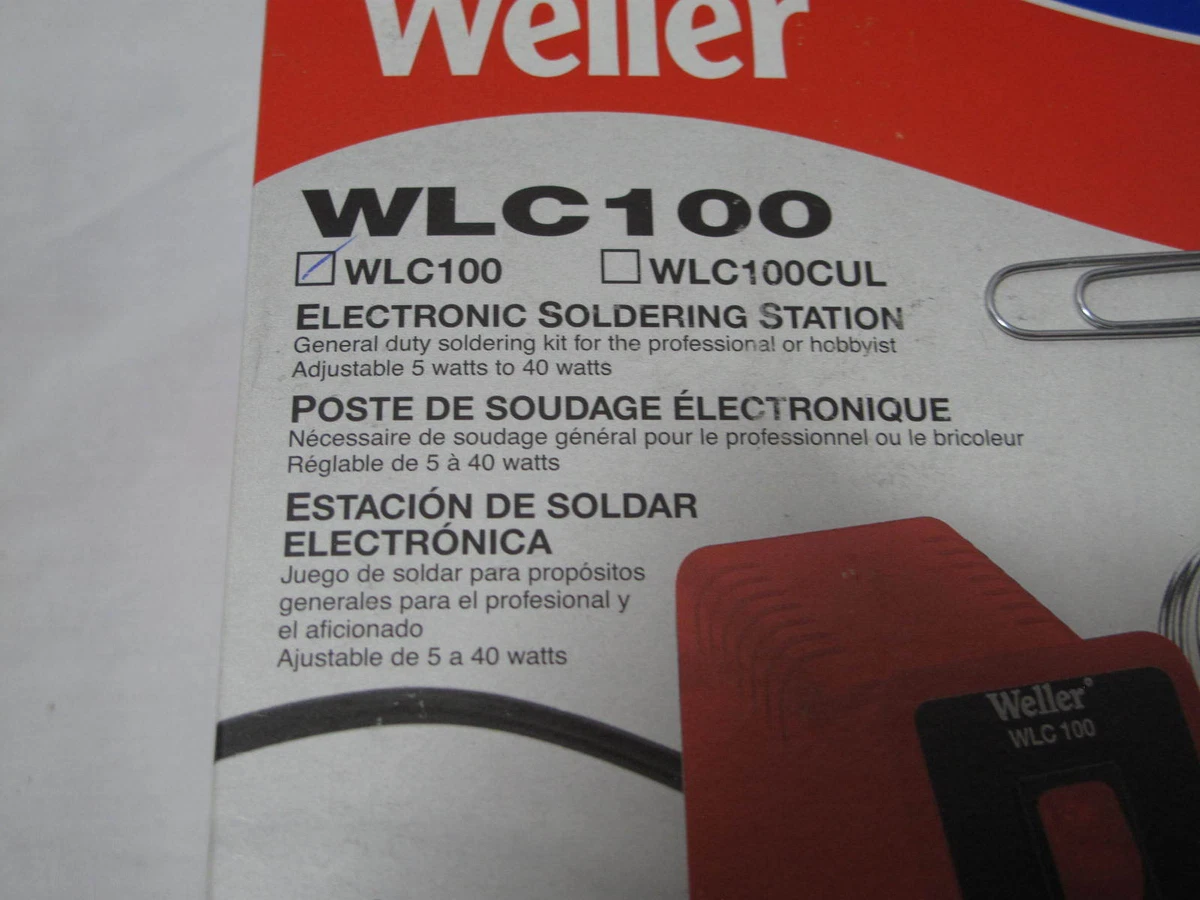 Weller
WLC100
WLC100 WLC100CUL
ELECTRONIC SOLDERING STATION
General duty soldering kit for the professional or hobbyist
Adjustable 5 watts to 40 watts
POSTE DE SOUDAGE ÉLECTRONIQUE
Nécessaire de soudage général pour le professionnel ou le bricoleur
Réglable de 5 à 40 watts
ESTACIÓN DE SOLDAR
ELECTRÓNICA
Juego de soldar para propósitos
generales para el profesional y
el aficionado
Ajustable de 5 a 40 watts
Weller®
WLC 100